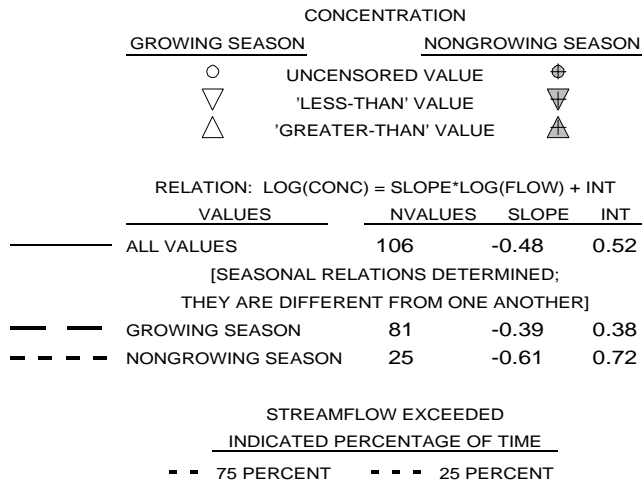 CONCENTRATION
GROWING SEASON NONGROWING SEASON
UNCENSORED VALUE
'LESS-THAN' VALUE
'GREATER-THAN' VALUE
RELATION: LOG(CONC) = SLOPE*LOG(FLOW) + INT
VALUES NVALUES SLOPE INT
ALL VALUES 106 -0.48 0.52
[SEASONAL RELATIONS DETERMINED;
THEY ARE DIFFERENT FROM ONE ANOTHER]
GROWING SEASON 81 -0.39 0.38
NONGROWING SEASON 25 -0.61 0.72
STREAMFLOW EXCEEDED
INDICATED PERCENTAGE OF TIME
75 PERCENT 25 PERCENT